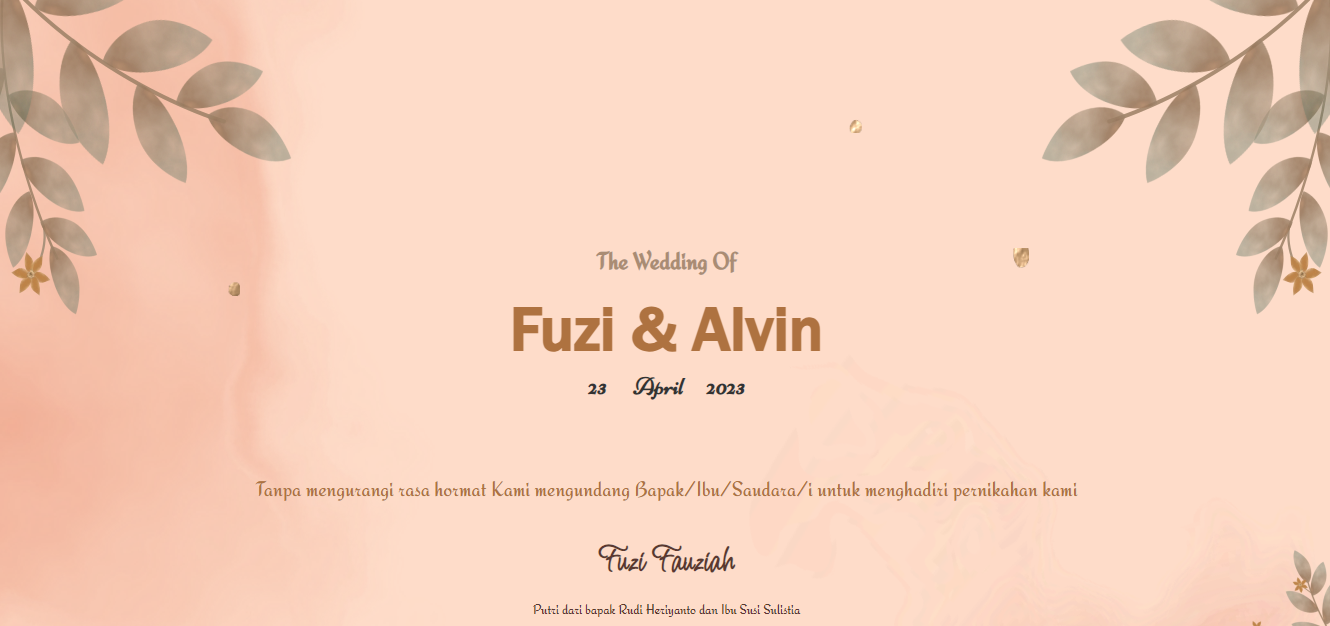 The Wedding Of
Fuzi & Alvin
23 April 2023
Tanpa mengurangi rasa hormat Kami mengundang Bapak/Ibu/Saudara/i untuk menghadiri pernikahan kami
Fuzi Fauziah
Putri dari bapak Rudi Heriyanto dan Ibu Susi Sulistia